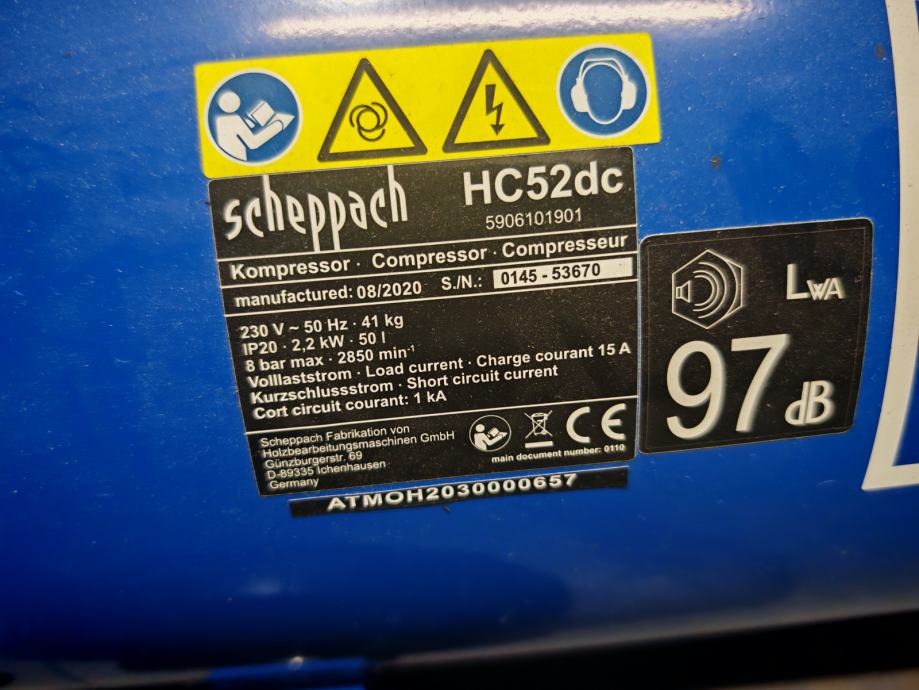 scheppach HC52dc
5906101901
Kompressor · Compressor · Compresseur
manufactured: 08/2020 S./N.: 0145 - 53670
230 V ~ 50 Hz · 41 kg
IP20 · 2,2 kW · 50 l
8 bar max · 2850 min⁻¹
Volllaststrom · Load current · Charge courant 15 A
Kurzschlussstrom · Short circuit current
Cort circuit courant: 1 kA
Scheppach Fabrikation von
Holzbearbeitungsmaschinen GmbH
Günzburgerstr. 69
D-89335 Ichenhausen
Germany
CE
main document number: 0110
ATMOH2030000657
LWA
97 dB